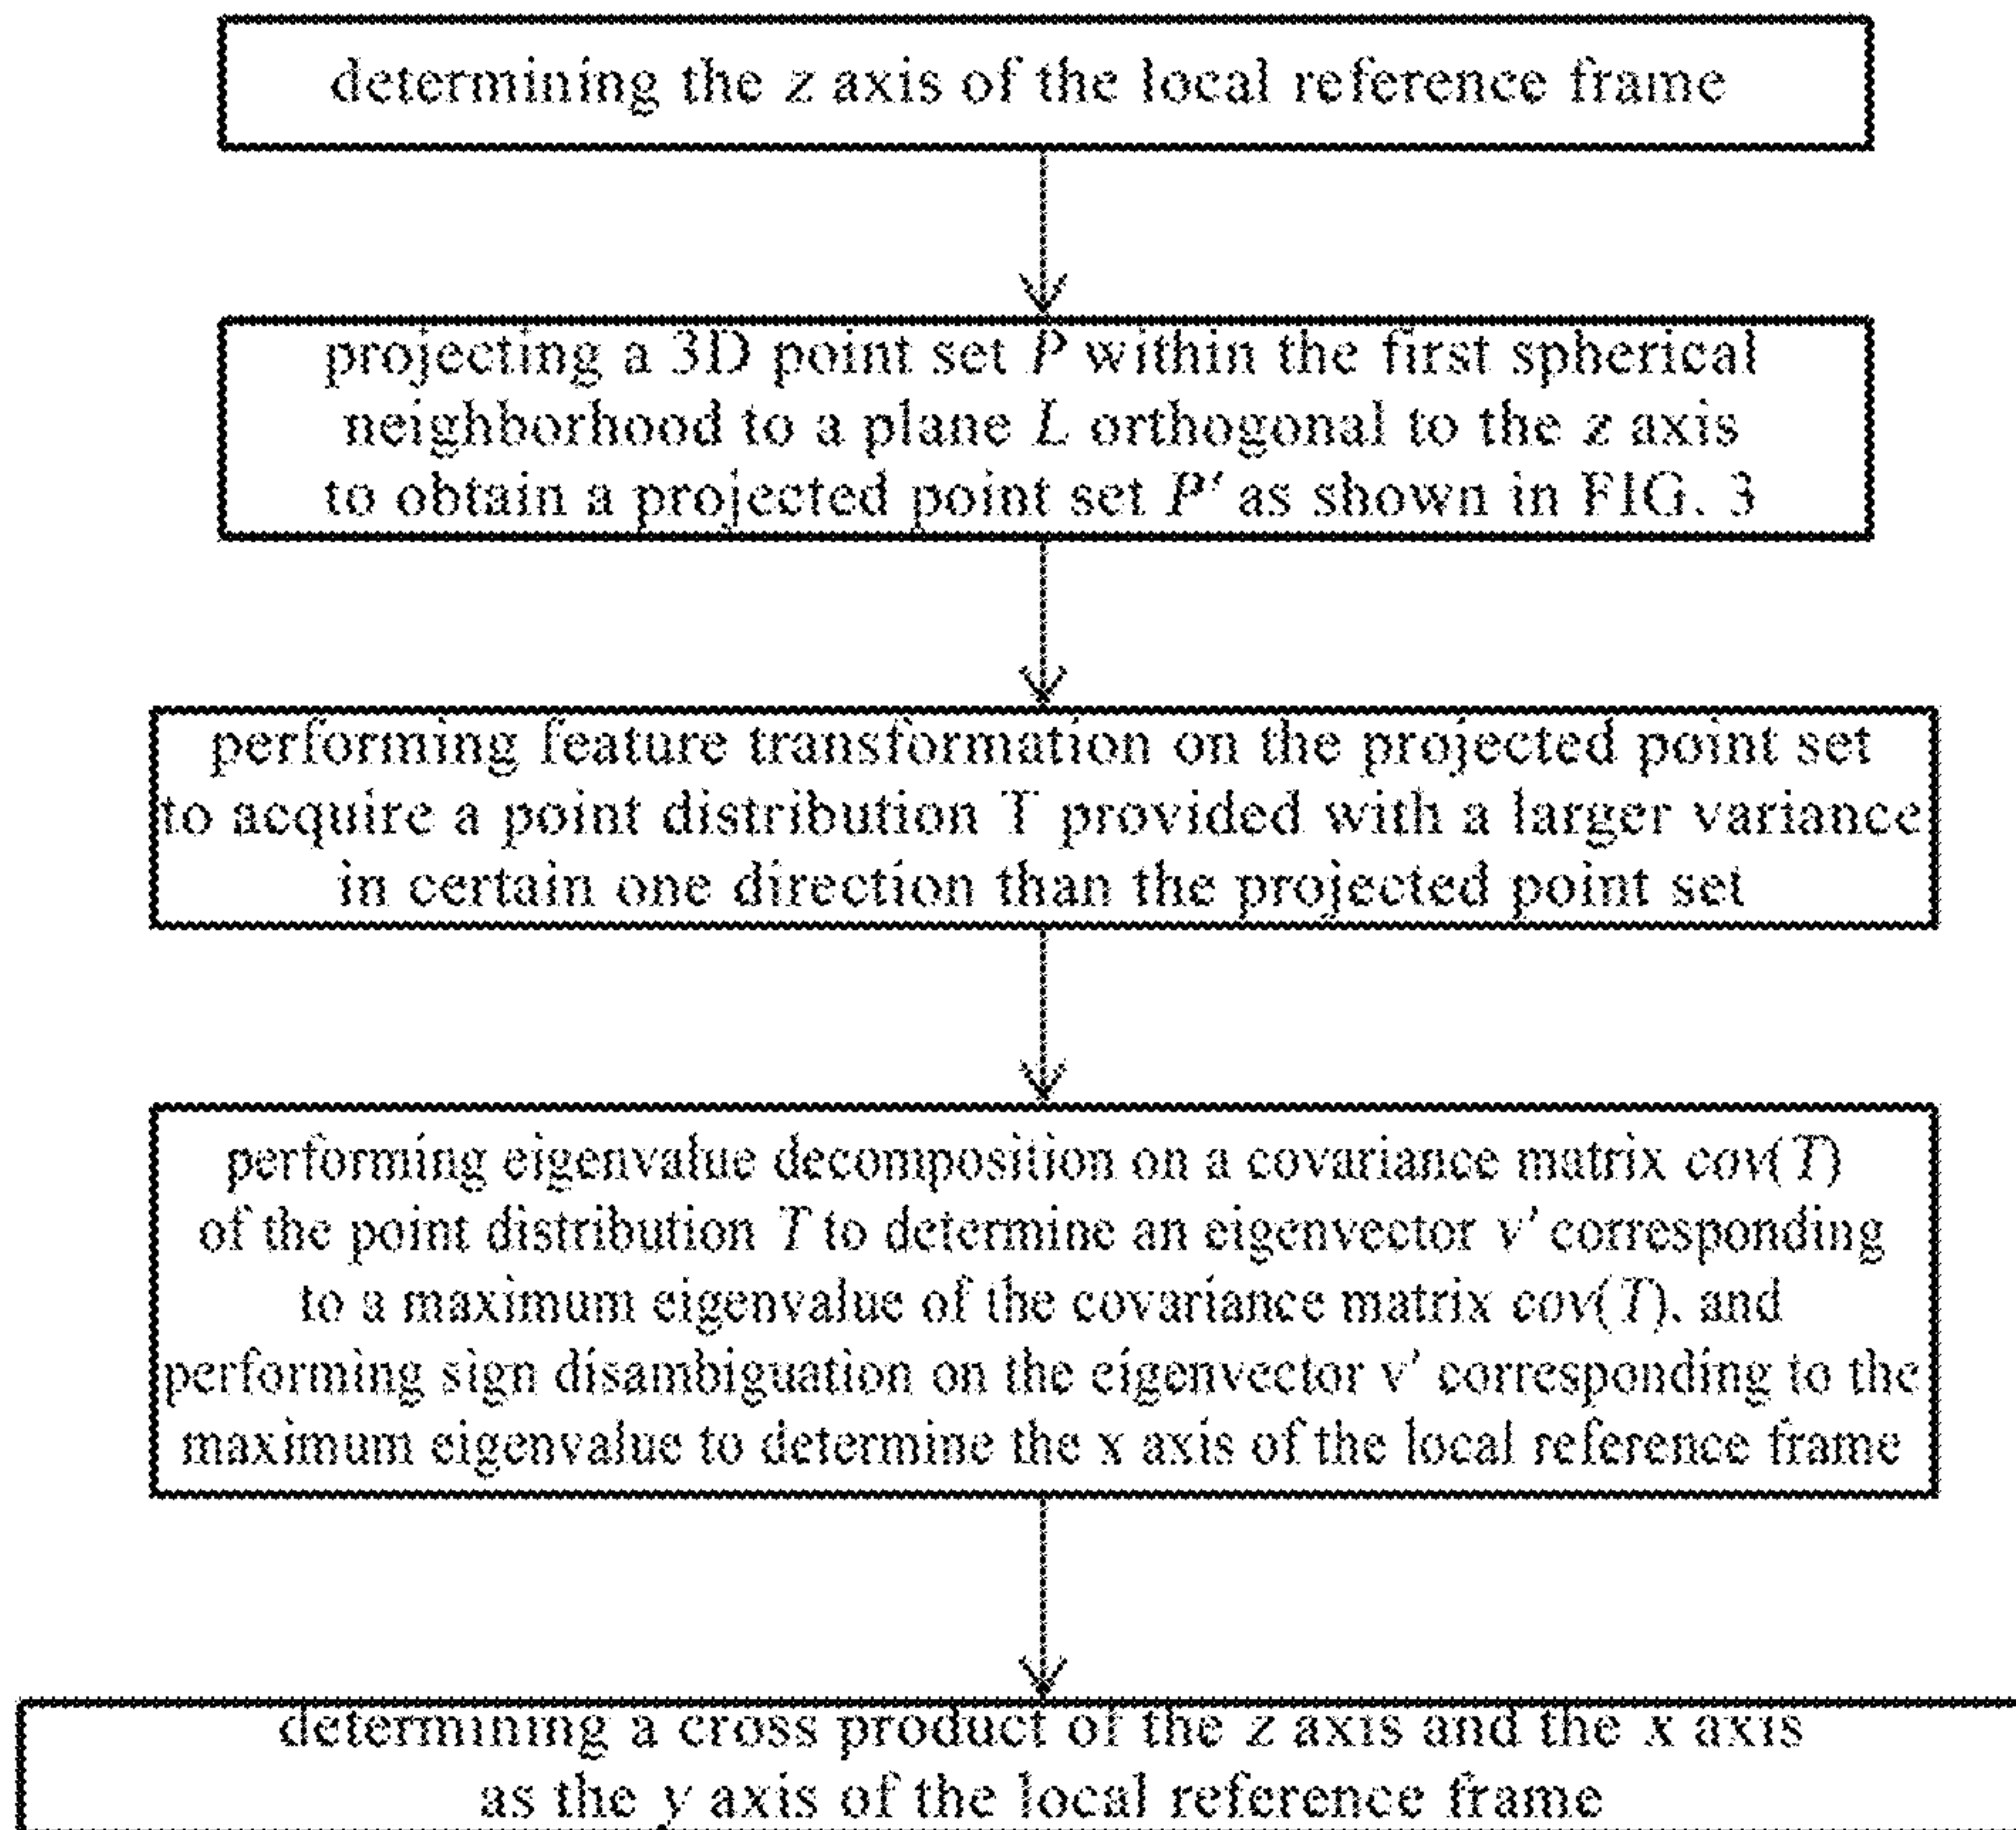 determining the z axis of the local reference frame
projecting a 3D point set P within the first spherical
neighborhood to a plane L orthogonal to the z axis
to obtain a projected point set P' as shown in FIG. 3
performing feature transformation on the projected point set
to acquire a point distribution T provided with a larger variance
in certain one direction than the projected point set
performing eigenvalue decomposition on a covariance matrix cov(T)
of the point distribution T to determine an eigenvector v' corresponding
to a maximum eigenvalue of the covariance matrix cov(T), and
performing sign disambiguation on the eigenvector v' corresponding to the
maximum eigenvalue to determine the x axis of the local reference frame
determining a cross product of the z axis and the x axis
as the y axis of the local reference frame